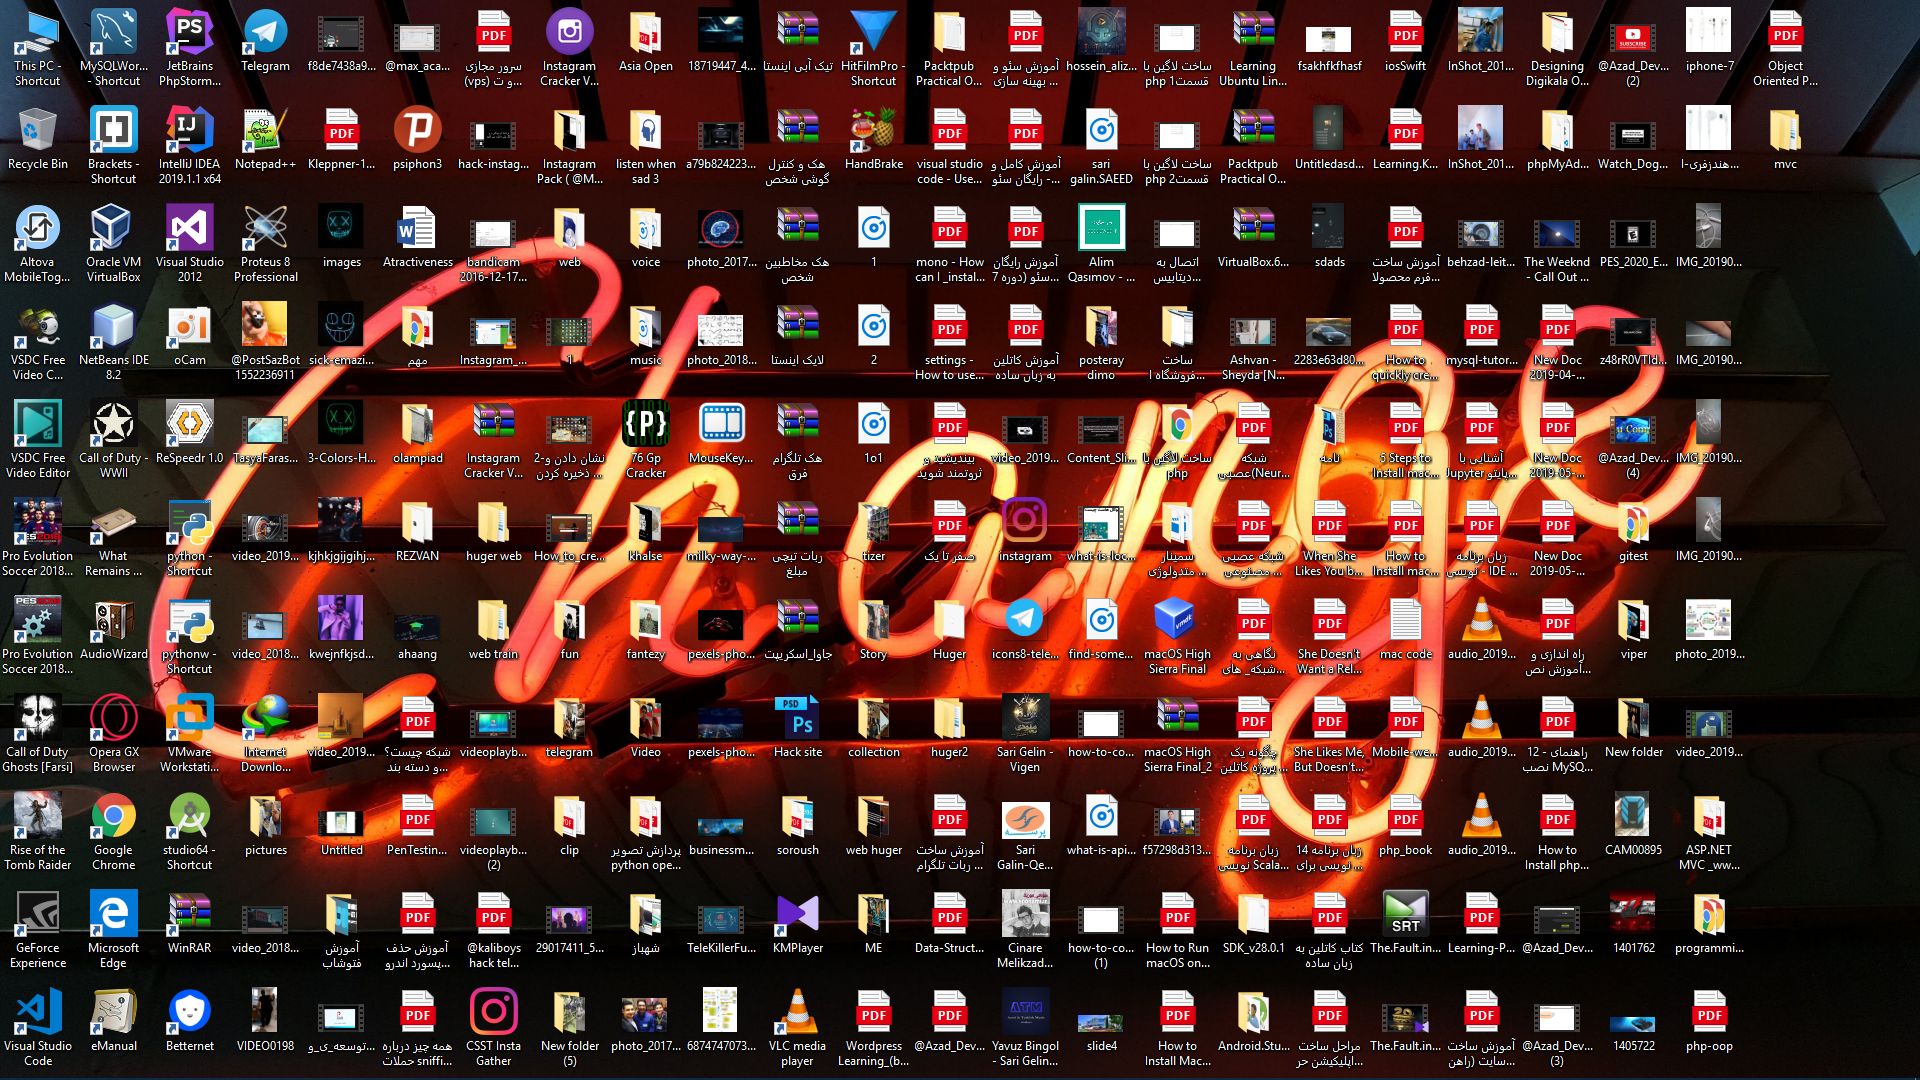 This PC -
Shortcut
MySQLWor...
- Shortcut
JetBrains
PhpStorm...
Telegram
f8de7438a9...
@max_aca...
سرور مجازی
(vps) و ت...
Instagram
Cracker V...
Asia Open
18719447_4...
تیک آبی اینستا
HitFilmPro -
Shortcut
Packtpub
Practical O...
آموزش سئو و
بهینه سازی ...
hossein_aliz...
ساخت لاگین با
php قسمت1
Learning
Ubuntu Lin...
fsakhfkfhasf
iosSwift
InShot_201...
Designing
Digikala O...
@Azad_Dev...
(2)
iphone-7
Object
Oriented P...
Recycle Bin
Brackets -
Shortcut
IntelliJ IDEA
2019.1.1 x64
Notepad++
Kleppner-1...
psiphon3
hack-instag...
Instagram
Pack ( @M...
listen when
sad 3
a79b824223...
هک و کنترل
گوشی شخص
HandBrake
visual studio
code - Use...
آموزش کامل و
رایگان سئو -...
sari
galin.SAEED
ساخت لاگین با
php قسمت2
Packtpub
Practical O...
Untitledasd...
Learning.K...
InShot_201...
phpMyAd...
Watch_Dog...
هندزفری-ا...
mvc
Altova
MobileTog...
Oracle VM
VirtualBox
Visual Studio
2012
Proteus 8
Professional
images
Atractiveness
bandicam
2016-12-17...
web
voice
photo_2017...
هک مخاطبین
شخص
1
mono - How
can I _instal...
آموزش رایگان
سئو (دوره 7...
Alim
Qasımov - ...
اتصال به
دیتابیس
VirtualBox.6...
sdads
آموزش ساخت
فرم محصولا...
behzad-leit...
The Weeknd
- Call Out ...
PES_2020_E...
IMG_20190...
VSDC Free
Video C...
NetBeans IDE
8.2
oCam
@PostSazBot
1552236911
sick-emazi...
مهم
Instagram_...
1
music
photo_2018...
لایک اینستا
2
settings -
How to use...
آموزش کاتلین
به زبان ساده
posteray
dimo
ساخت
فروشگاه ا...
Ashvan -
Sheyda [N...
2283e63d80...
How to
quickly cre...
mysql-tutor...
New Doc
2019-04-...
z48rR0VTId...
IMG_20190...
VSDC Free
Video Editor
Call of Duty -
WWII
ReSpeedr 1.0
TasyaFaras...
3-Colors-H...
olampiad
Instagram
Cracker V...
2-نشان دادن و
ذخیره کردن ...
76 Gp
Cracker
MouseKey...
هک تلگرام
فرق
1o1
بیندیشید و
ثروتمند شوید
video_2019...
Content_Sli...
ساخت لاگین با
php
شبکه
عصبی(Neur...
نامه
5 Steps to
Install mac...
آشنایی با
ژوپایتو Jupyter...
New Doc
2019-05-...
@Azad_Dev...
(4)
IMG_20190...
Pro Evolution
Soccer 2018...
What
Remains ...
python -
Shortcut
video_2019...
kjhkjgijgihj...
REZVAN
huger web
How_to_cre...
khalse
milky-way-...
ربات تبچی
مبلغ
tizer
صفر تا یک
instagram
what-is-loc...
سمینار
متدولوژی ...
شبکه عصبی
مصنوعی ...
When She
Likes You b...
How to
Install mac...
زبان برنامه
نویسی - IDE ...
New Doc
2019-05-...
gitest
IMG_20190...
Pro Evolution
Soccer 2018...
AudioWizard
pythonw -
Shortcut
video_2018...
kwejnfkjsd...
ahaang
web train
fun
fantezy
pexels-pho...
جاوا_اسکریپت
Story
Huger
icons8-tele...
find-some...
macOS High
Sierra Final
نگاهی به
شبکه_ های...
She Doesn't
Want a Rel...
mac code
audio_2019...
راه اندازی و
آموزش نص...
viper
photo_2019...
Call of Duty
Ghosts [Farsi]
Opera GX
Browser
VMware
Workstati...
Internet
Downlo...
video_2019...
شبکه چیست؟
و دسته بند...
videoplayb...
telegram
Video
pexels-pho...
Hack site
collection
huger2
Sari Gelin -
Vigen
how-to-co...
macOS High
Sierra Final_2
چگونه یک
پروژه کاتلین...
She Likes Me,
But Doesn't...
Mobile-we...
audio_2019...
12 - راهنمای
نصب MySQ...
New folder
video_2019...
Rise of the
Tomb Raider
Google
Chrome
studio64 -
Shortcut
pictures
Untitled
PenTestin...
videoplayb...
(2)
clip
پردازش تصویر
python ope...
businessm...
soroush
web huger
آموزش ساخت
ربات تلگرام ...
Sari
Galin-Qe...
what-is-api...
f57298d313...
زبان برنامه
نویسی Scala...
14 زبان برنامه
نویسی برای ...
php_book
audio_2019...
How to
Install php...
CAM00895
ASP.NET
MVC _ww...
GeForce
Experience
Microsoft
Edge
WinRAR
video_2018...
آموزش
فتوشاپ
آموزش حذف
پسورد اندرو...
@kaliboys
hack tel...
29017411_5...
شهباز
TeleKillerFu...
KMPlayer
ME
Data-Struct...
Cinare
Melikzad...
how-to-co...
(1)
How to Run
macOS on...
SDK_v28.0.1
کتاب کاتلین به
زبان ساده
The.Fault.in...
Learning-P...
@Azad_Dev...
1401762
programmi...
Visual Studio
Code
eManual
Betternet
VIDEO0198
توسعه_ی_و...
همه چیز درباره
حملات sniffi...
CSST Insta
Gather
New folder
(5)
photo_2017...
6874747073...
VLC media
player
Wordpress
Learning_(b...
@Azad_Dev...
Yavuz Bingol
- Sari Gelin...
slide4
How to
Install Mac...
Android.Stu...
مراحل ساخت
اپلیکیشن حر...
The.Fault.in...
آموزش ساخت
سایت (راهن...
@Azad_Dev...
(3)
1405722
php-oop
Change